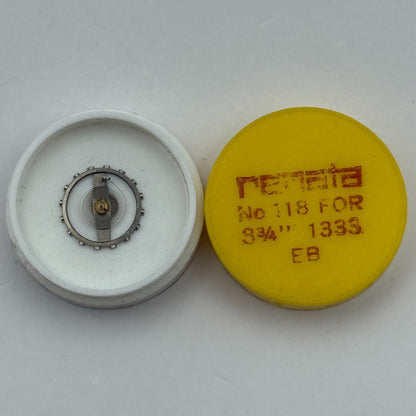 renata
No 118 FOR
8¾''' 1333
EB